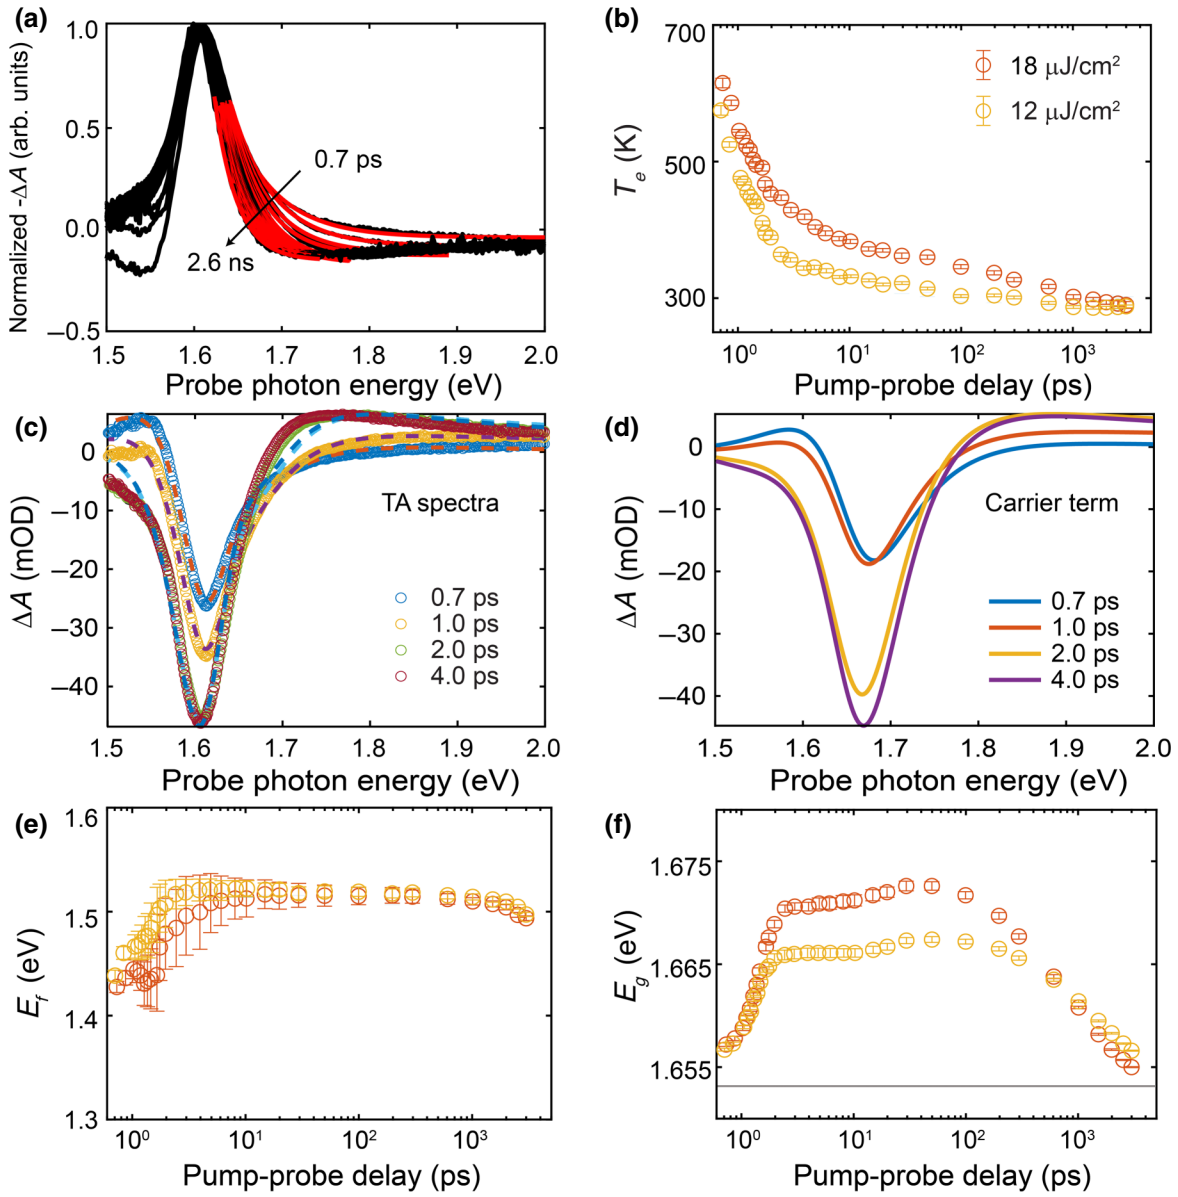 (a)
Normalized -ΔA (arb. units)
1.0
0.5
0.0
–0.5
0.7 ps
2.6 ns
1.5 1.6 1.7 1.8 1.9 2.0
Probe photon energy (eV)
(b)
Te (K)
700
500
300
18 μJ/cm²
12 μJ/cm²
10⁰ 10¹ 10² 10³
Pump-probe delay (ps)
(c)
ΔA (mOD)
0
–10
–20
–30
–40
TA spectra
0.7 ps
1.0 ps
2.0 ps
4.0 ps
1.5 1.6 1.7 1.8 1.9 2.0
Probe photon energy (eV)
(d)
ΔA (mOD)
0
–10
–20
–30
–40
Carrier term
0.7 ps
1.0 ps
2.0 ps
4.0 ps
1.5 1.6 1.7 1.8 1.9 2.0
Probe photon energy (eV)
(e)
Ef (eV)
1.6
1.5
1.4
1.3
10⁰ 10¹ 10² 10³
Pump-probe delay (ps)
(f)
Eg (eV)
1.675
1.665
1.655
10⁰ 10¹ 10² 10³
Pump-probe delay (ps)